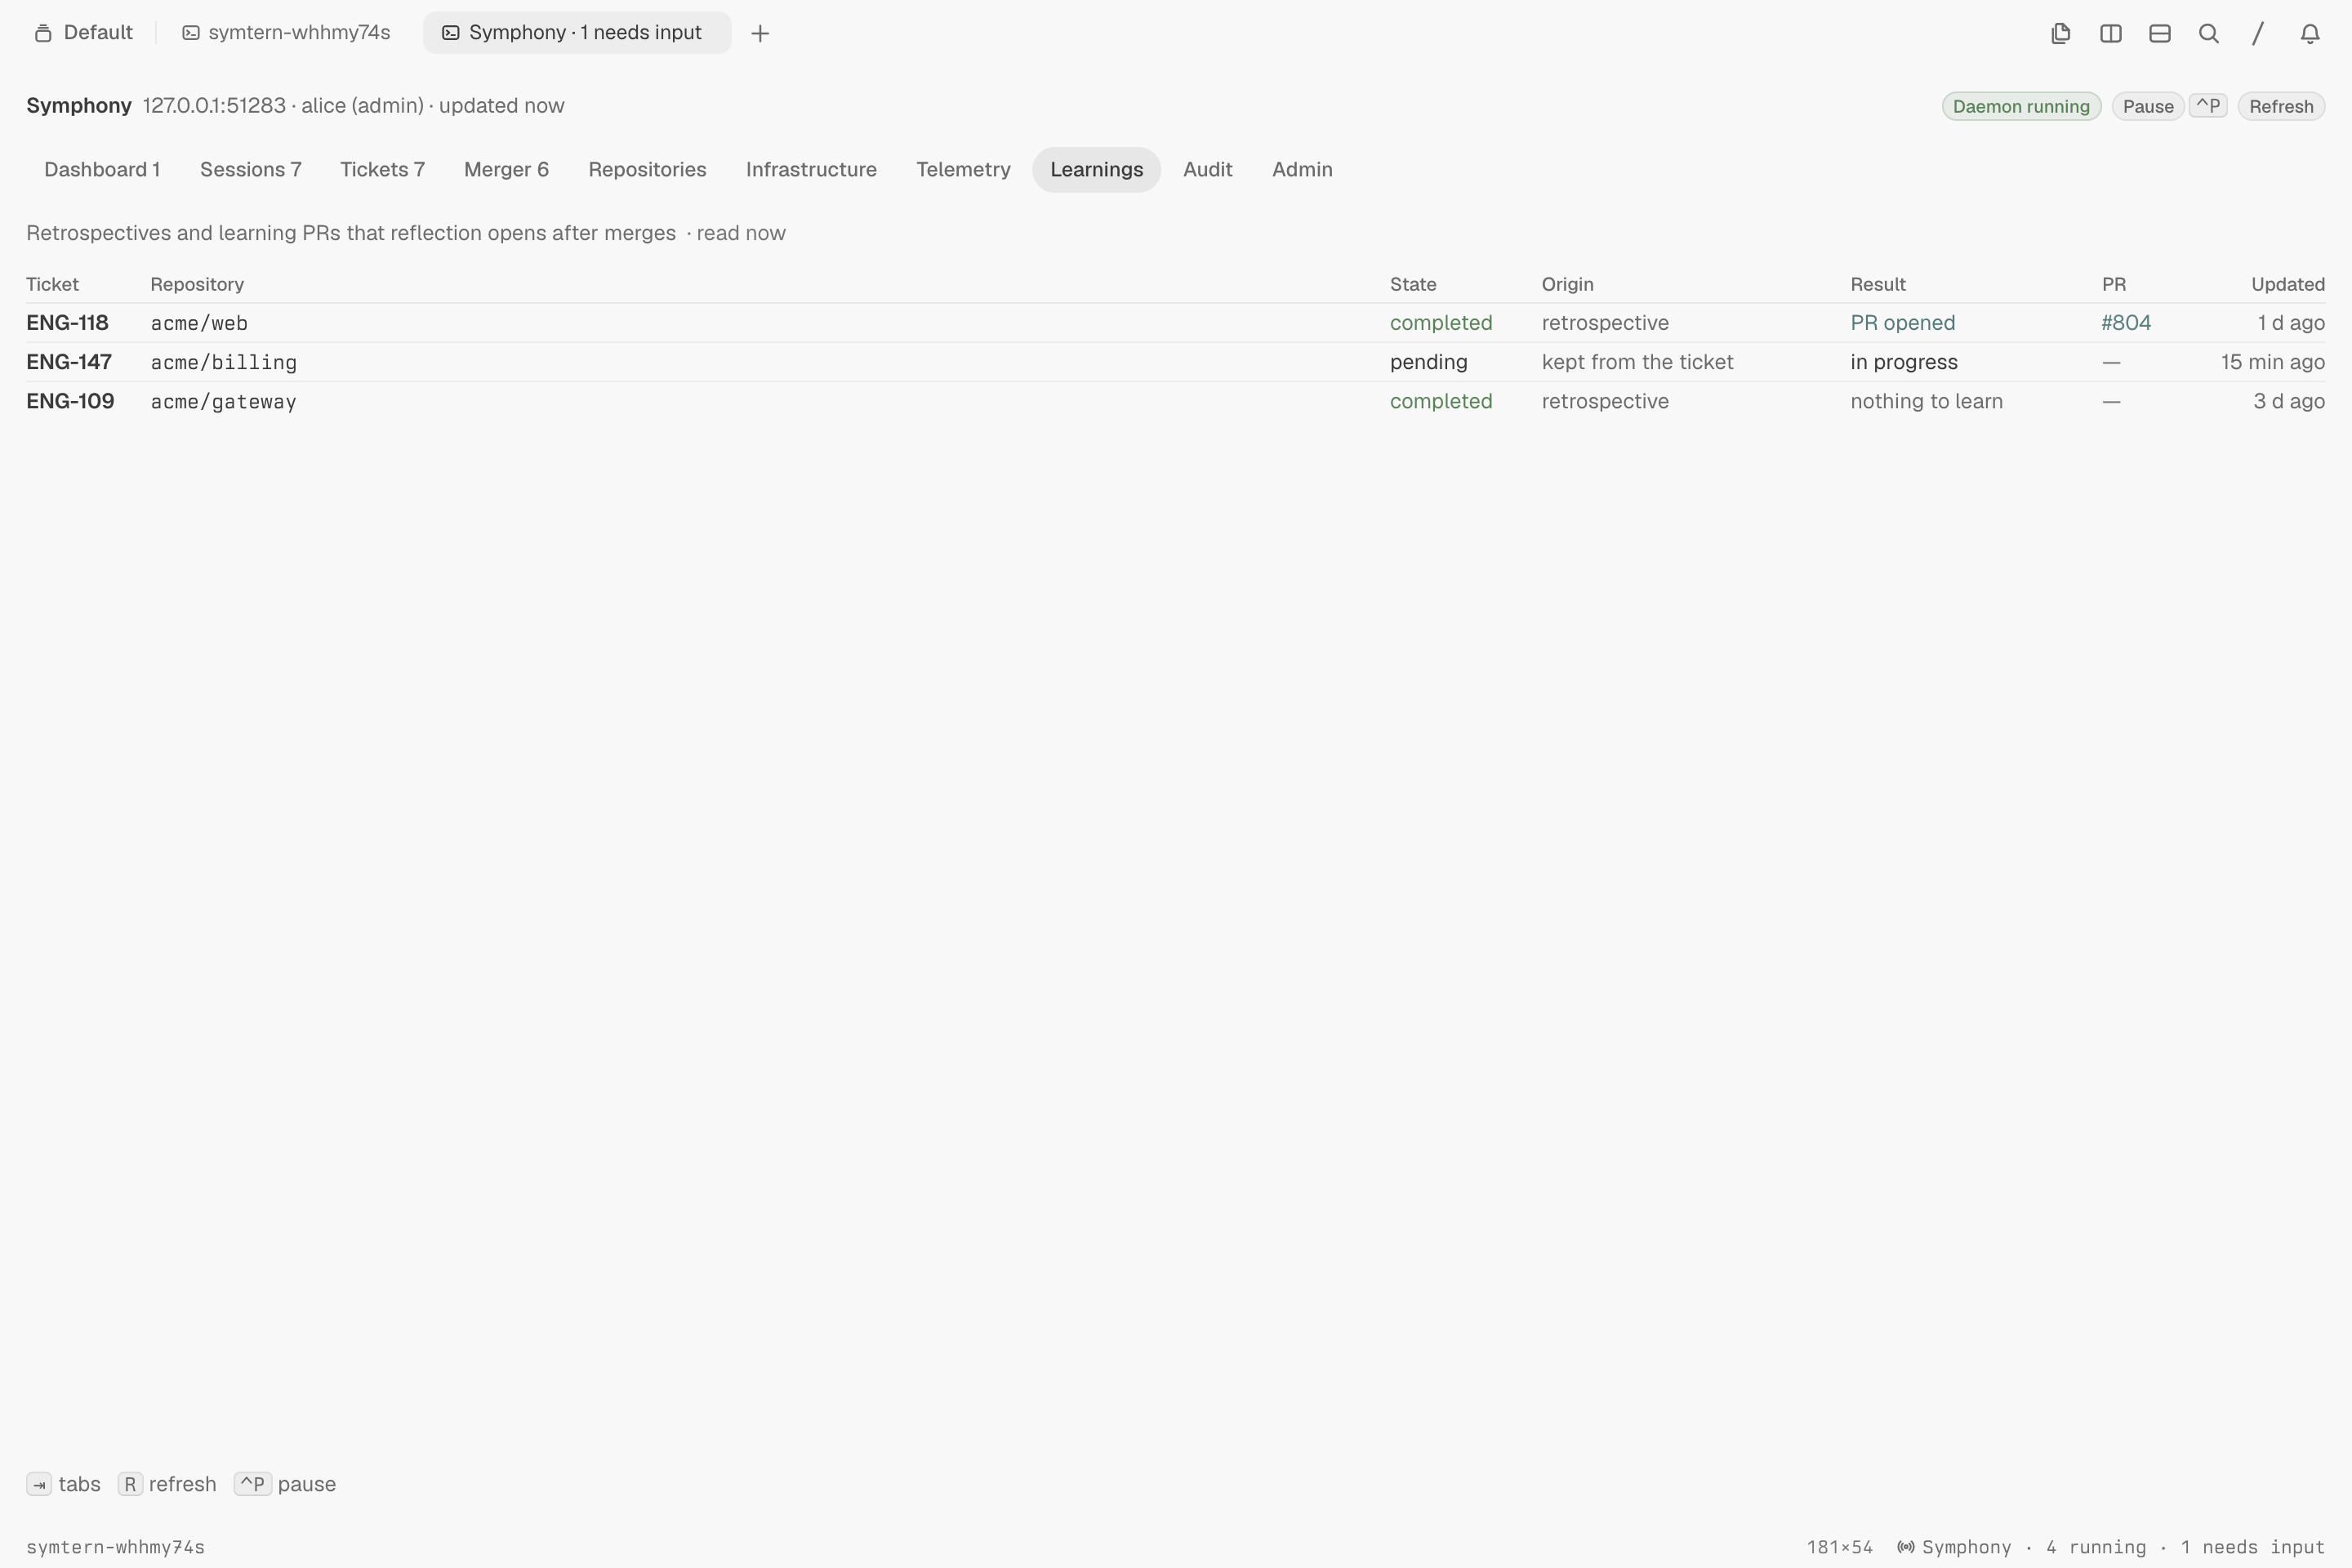 Default symtern-whhmy74s Symphony · 1 needs input
Symphony 127.0.0.1:51283 · alice (admin) · updated now Daemon running Pause ^P Refresh
Dashboard 1 Sessions 7 Tickets 7 Merger 6 Repositories Infrastructure Telemetry Learnings Audit Admin
Retrospectives and learning PRs that reflection opens after merges · read now
Ticket Repository State Origin Result PR Updated
ENG-118 acme/web completed retrospective PR opened #804 1 d ago
ENG-147 acme/billing pending kept from the ticket in progress — 15 min ago
ENG-109 acme/gateway completed retrospective nothing to learn — 3 d ago
⇥ tabs R refresh ^P pause
symtern-whhmy74s 181×54 Symphony · 4 running · 1 needs input